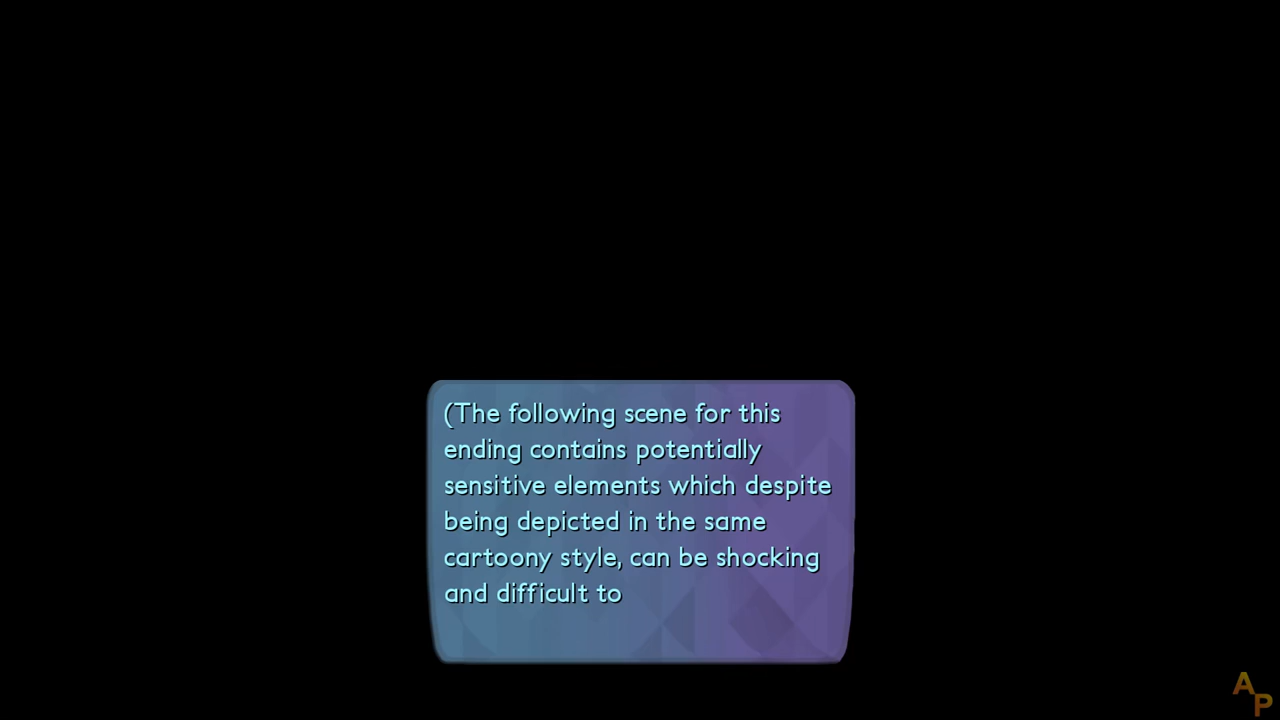 (The following scene for this
ending contains potentially
sensitive elements which despite
being depicted in the same
cartoony style, can be shocking
and difficult to
A
P